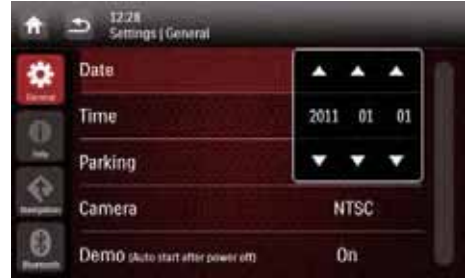 12:28
Settings | General
General
Date
Time
2011 01 01
Parking
Navigation
Camera NTSC
Bluetooth
Demo (Auto start after power off) On